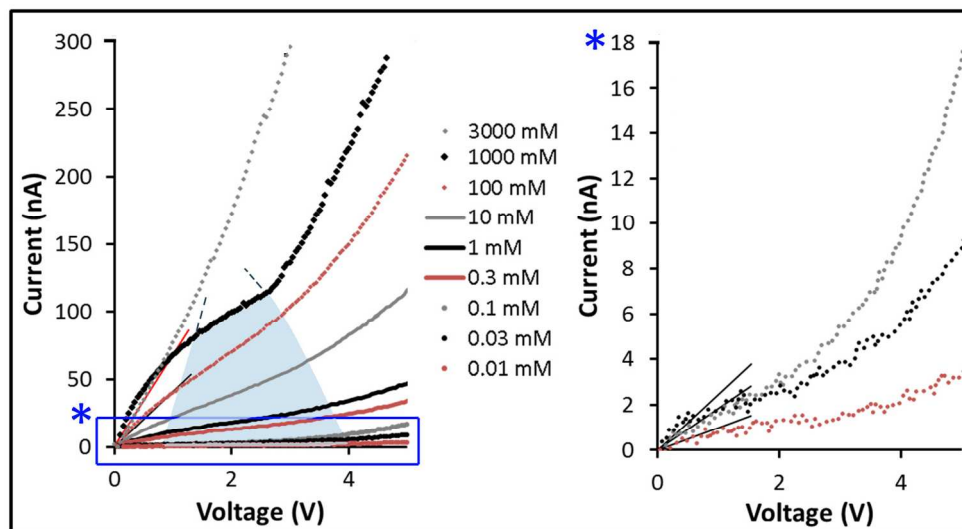 300
250
200
150
100
50
0
Current (nA)
*
0
2
4
Voltage (V)
3000 mM
1000 mM
100 mM
10 mM
1 mM
0.3 mM
0.1 mM
0.03 mM
0.01 mM
*
18
16
14
12
10
8
6
4
2
0
Current (nA)
0
2
4
Voltage (V)